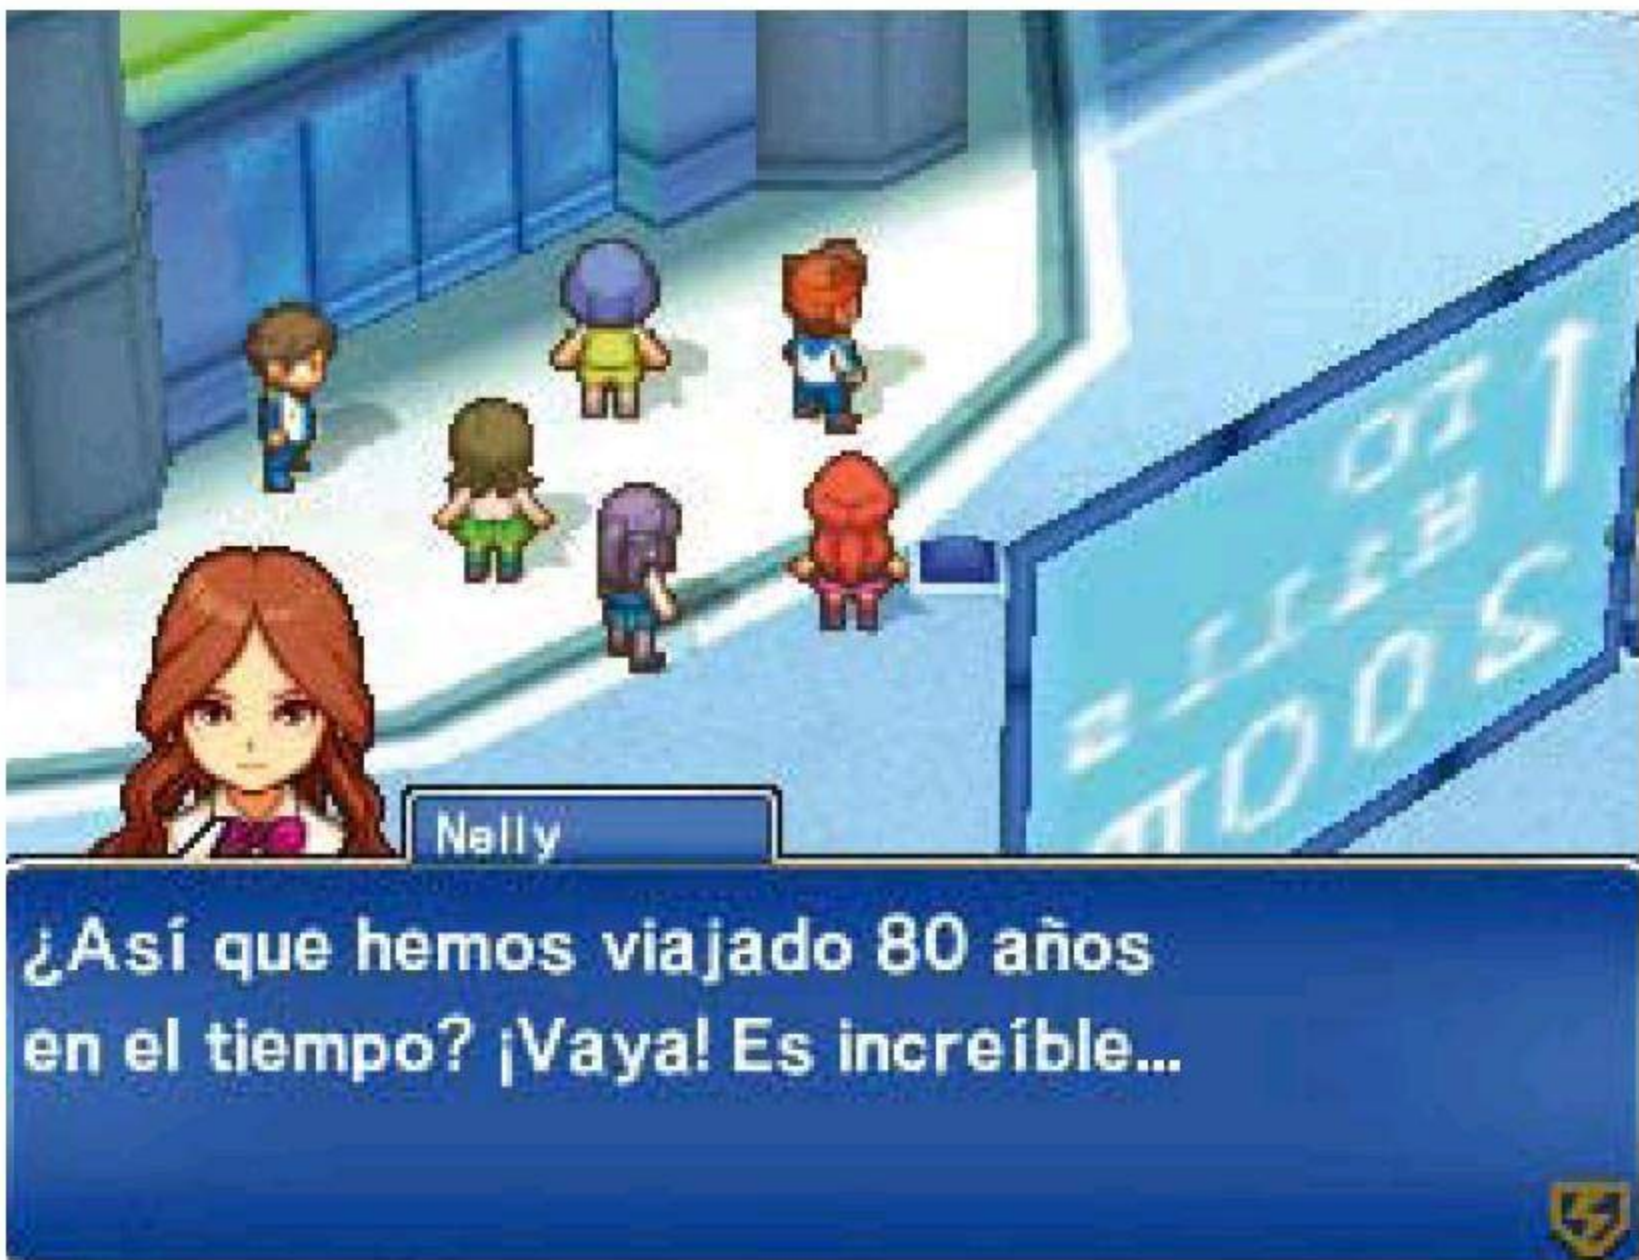 Nelly
¿Así que hemos viajado 80 años
en el tiempo? ¡Vaya! Es increíble...